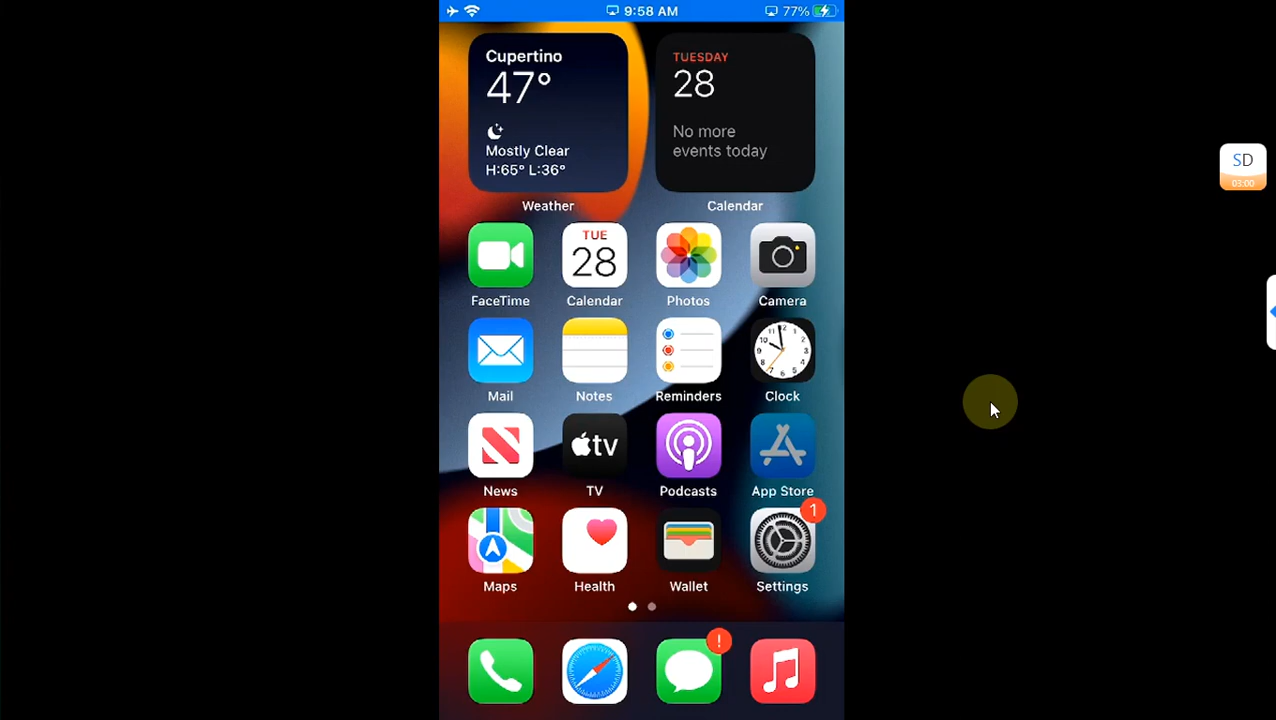 9:58 AM
77%
Cupertino
47°
Mostly Clear
H:65° L:36°
Weather
TUESDAY
28
No more
events today
Calendar
FaceTime
TUE
28
Calendar
Photos
Camera
Mail
Notes
Reminders
Clock
News
tv
TV
Podcasts
App Store
Maps
Health
Wallet
1
Settings
!
SD
03:00